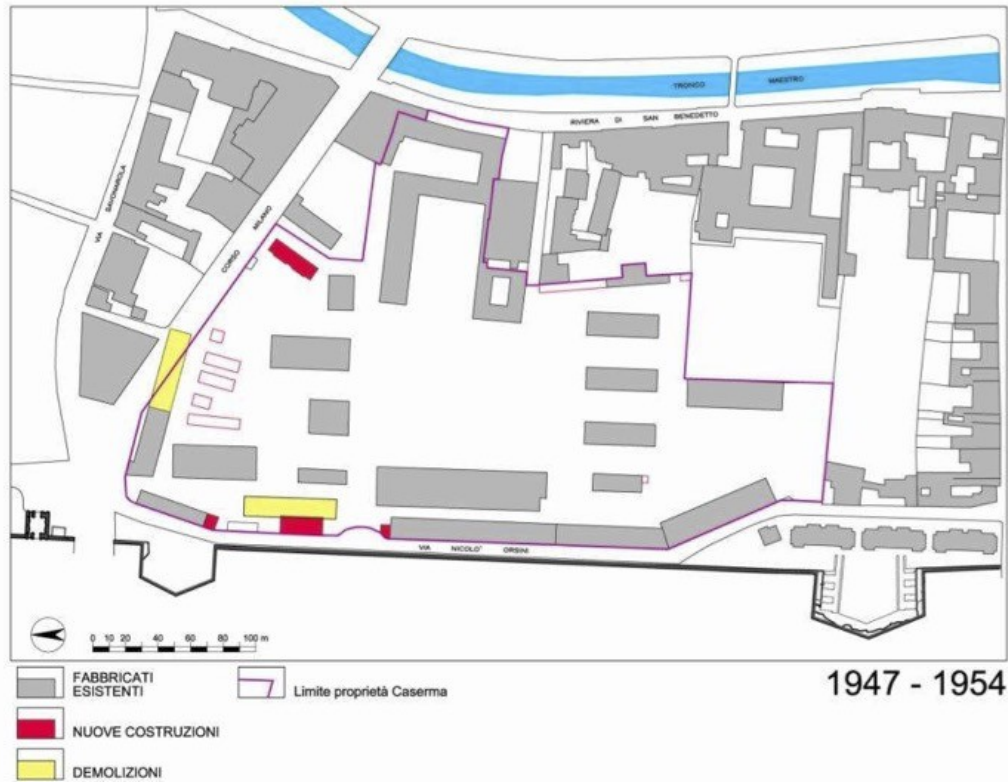 TRONCO MAESTRO
RIVIERA DI SAN BENEDETTO
VIA SAVONAROLA
CORSO MILANO
VIA NICOLO' ORSINI
0 10 20 40 60 80 100 m
FABBRICATI
ESISTENTI
Limite proprietà Caserma
1947 - 1954
NUOVE COSTRUZIONI
DEMOLIZIONI